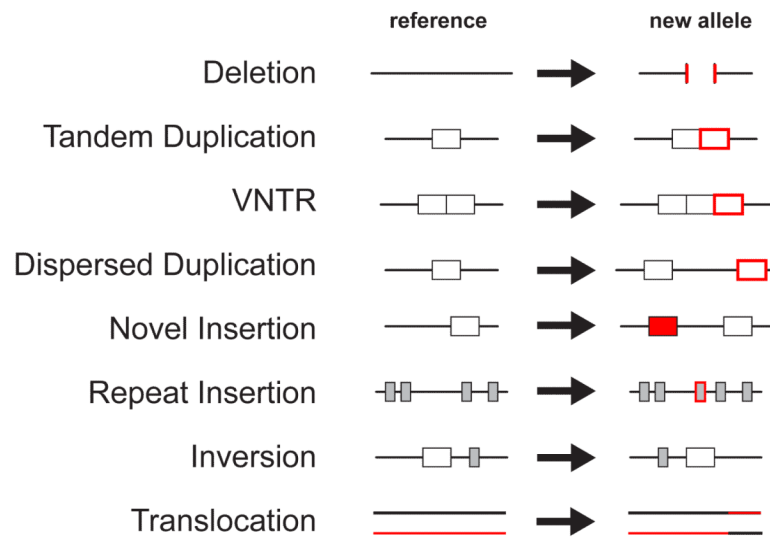 reference new allele
Deletion
Tandem Duplication
VNTR
Dispersed Duplication
Novel Insertion
Repeat Insertion
Inversion
Translocation